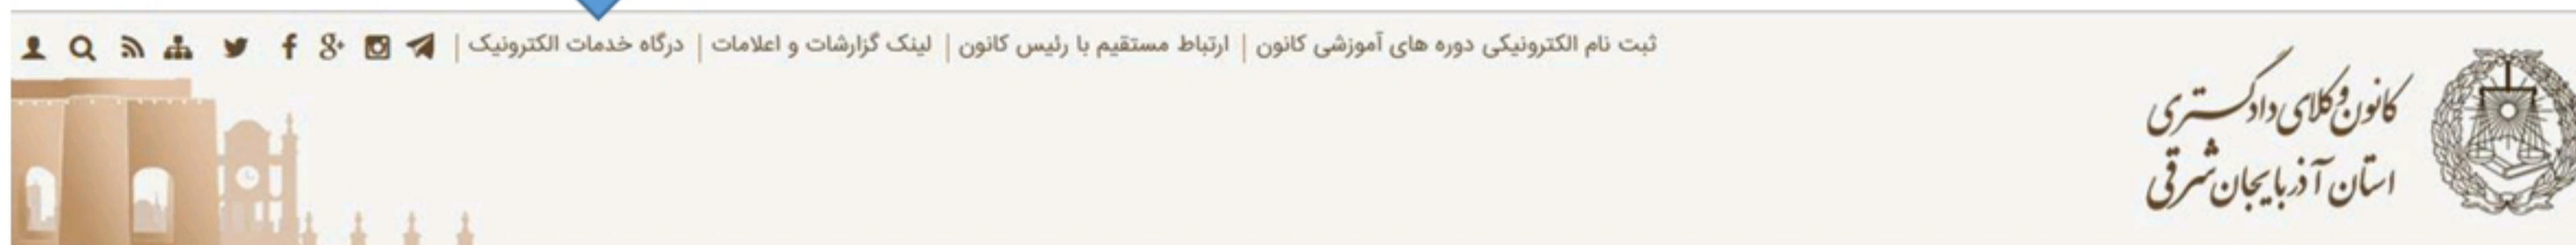 ثبت نام الکترونیکی دوره های آموزشی کانون | ارتباط مستقیم با رئیس کانون | لینک گزارشات و اعلامات | درگاه خدمات الکترونیک |
کانون وکلای دادگستری
استان آذربایجان شرقی